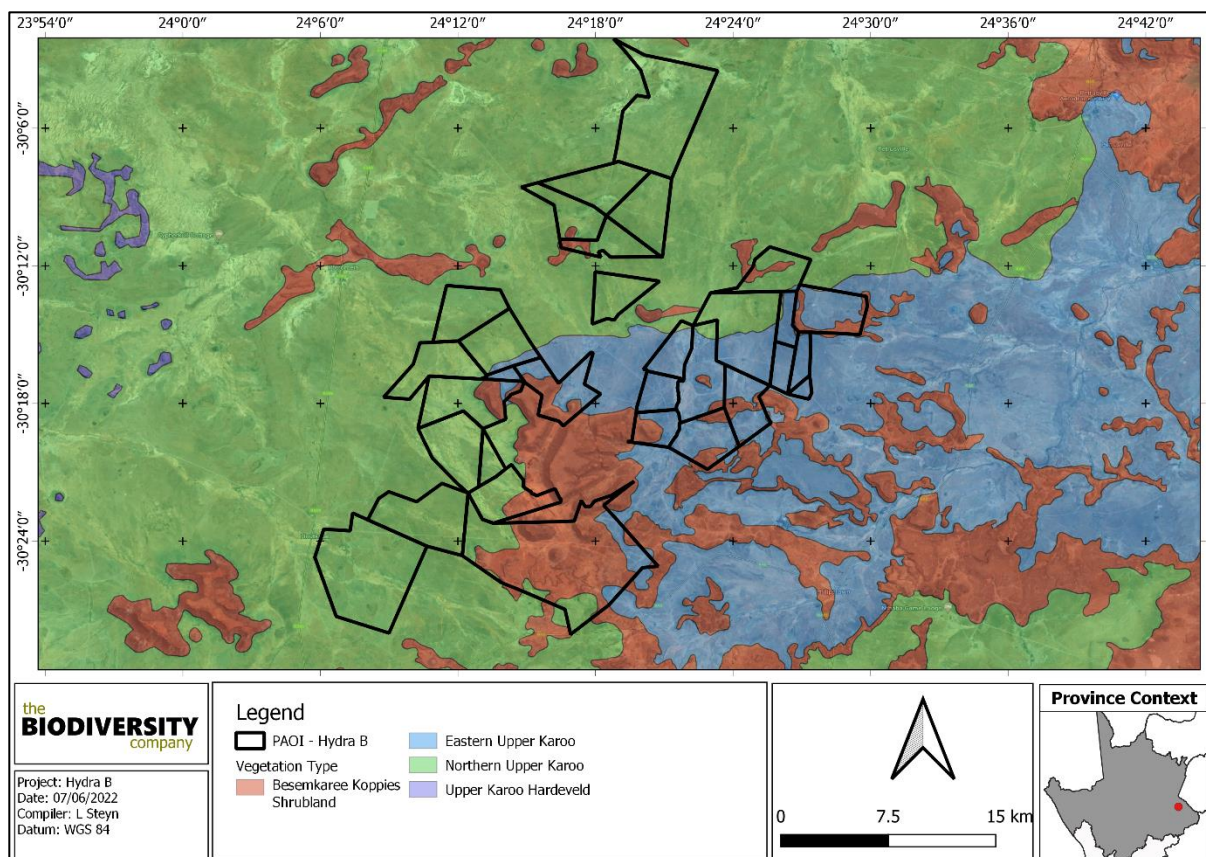 23°54′0″ 24°0′0″ 24°6′0″ 24°12′0″ 24°18′0″ 24°24′0″ 24°30′0″ 24°36′0″ 24°42′0″
-30°6′0″
-30°12′0″
-30°18′0″
-30°24′0″
the
BIODIVERSITY
company
Project: Hydra B
Date: 07/06/2022
Compiler: L Steyn
Datum: WGS 84
Legend
PAOI - Hydra B
Vegetation Type
Besemkaree Koppies
Shrubland
Eastern Upper Karoo
Northern Upper Karoo
Upper Karoo Hardeveld
0 7.5 15 km
Province Context